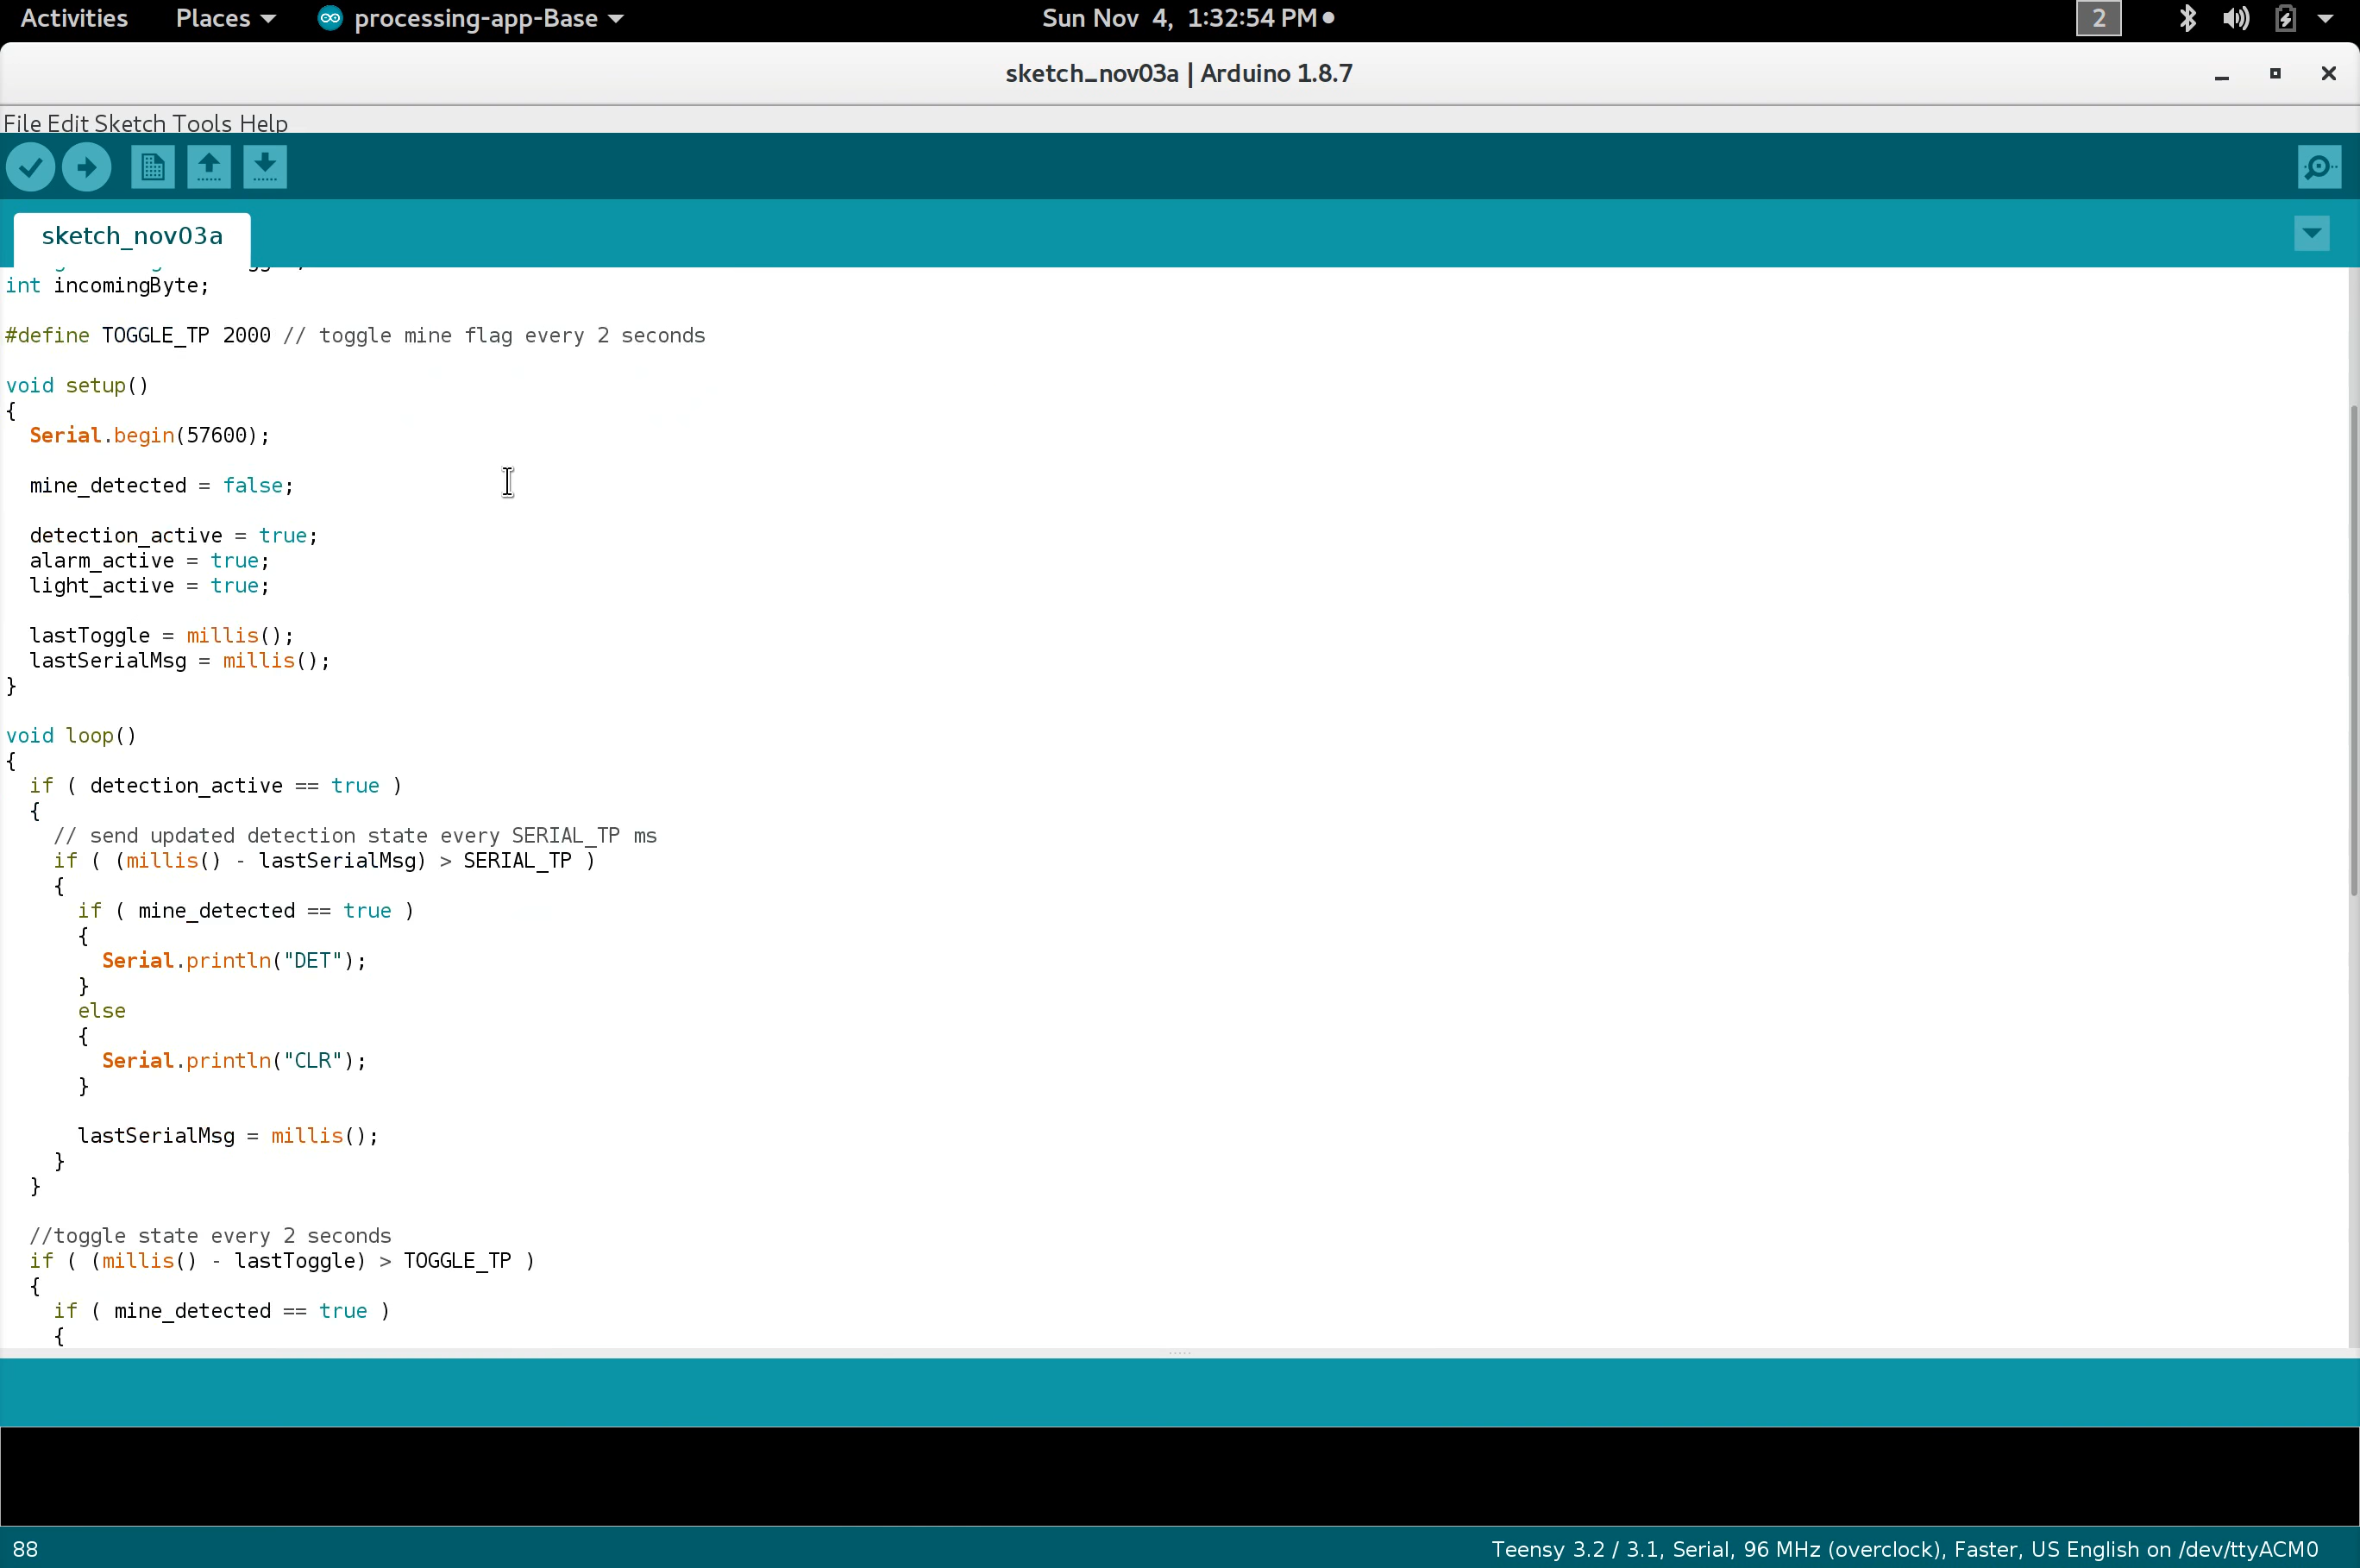 Activities Places processing-app-Base Sun Nov 4, 1:32:54 PM 2
sketch_nov03a | Arduino 1.8.7
File Edit Sketch Tools Help
sketch_nov03a
int incomingByte;
#define TOGGLE_TP 2000 // toggle mine flag every 2 seconds
void setup()
{
  Serial.begin(57600);
  mine_detected = false;
  detection_active = true;
  alarm_active = true;
  light_active = true;
  lastToggle = millis();
  lastSerialMsg = millis();
}
void loop()
{
  if ( detection_active == true )
  {
    // send updated detection state every SERIAL_TP ms
    if ( (millis() - lastSerialMsg) > SERIAL_TP )
    {
      if ( mine_detected == true )
      {
        Serial.println("DET");
      }
      else
      {
        Serial.println("CLR");
      }
      lastSerialMsg = millis();
    }
  }
  //toggle state every 2 seconds
  if ( (millis() - lastToggle) > TOGGLE_TP )
  {
    if ( mine_detected == true )
    {
88 Teensy 3.2 / 3.1, Serial, 96 MHz (overclock), Faster, US English on /dev/ttyACM0